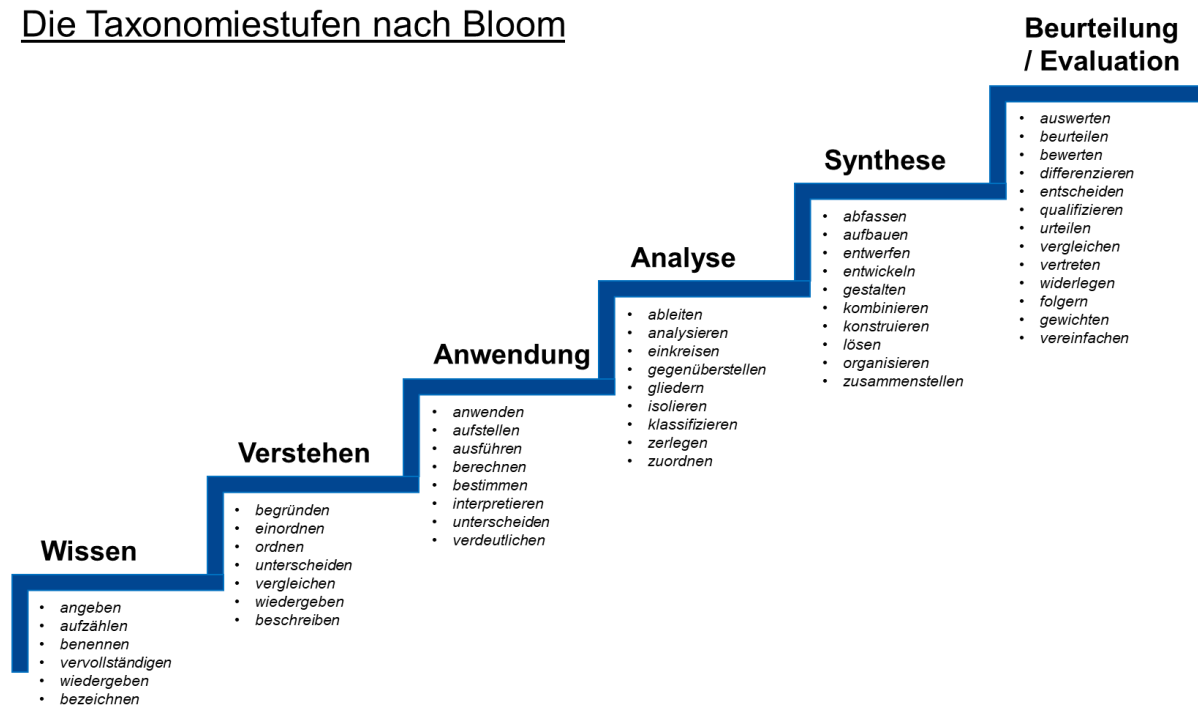 Die Taxonomiestufen nach Bloom
Wissen
• angeben
• aufzählen
• benennen
• vervollständigen
• wiedergeben
• bezeichnen
Verstehen
• begründen
• einordnen
• ordnen
• unterscheiden
• vergleichen
• wiedergeben
• beschreiben
Anwendung
• anwenden
• aufstellen
• ausführen
• berechnen
• bestimmen
• interpretieren
• unterscheiden
• verdeutlichen
Analyse
• ableiten
• analysieren
• einkreisen
• gegenüberstellen
• gliedern
• isolieren
• klassifizieren
• zerlegen
• zuordnen
Synthese
• abfassen
• aufbauen
• entwerfen
• entwickeln
• gestalten
• kombinieren
• konstruieren
• lösen
• organisieren
• zusammenstellen
Beurteilung
/ Evaluation
• auswerten
• beurteilen
• bewerten
• differenzieren
• entscheiden
• qualifizieren
• urteilen
• vergleichen
• vertreten
• widerlegen
• folgern
• gewichten
• vereinfachen